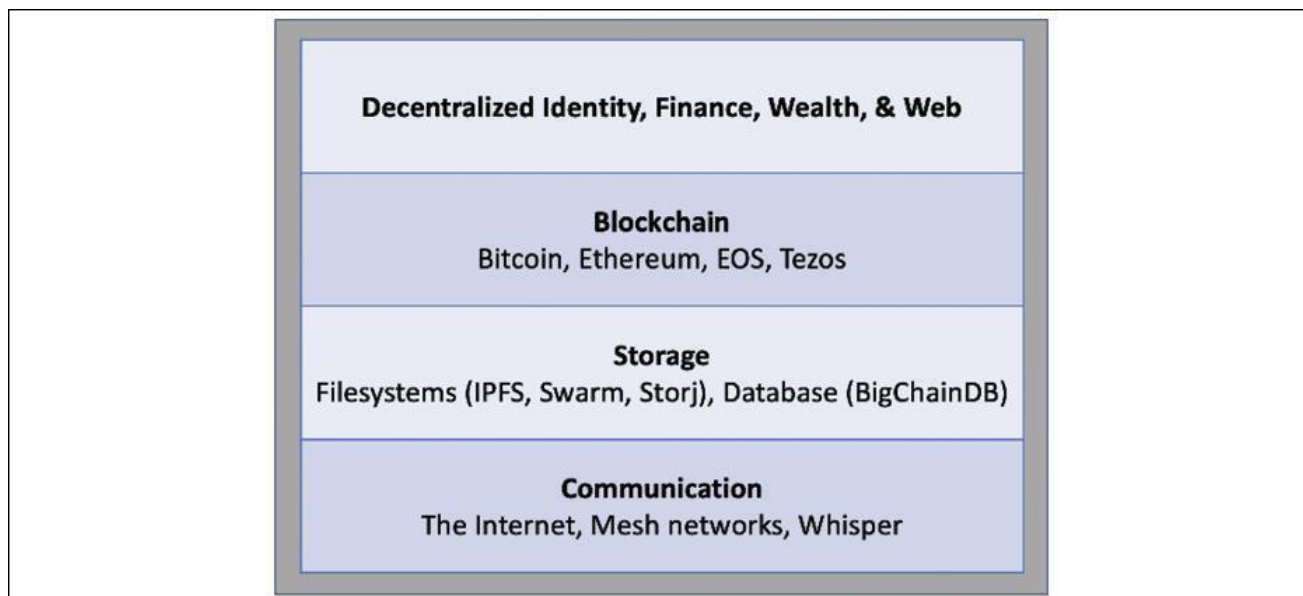 Decentralized Identity, Finance, Wealth, & Web
Blockchain
Bitcoin, Ethereum, EOS, Tezos
Storage
Filesystems (IPFS, Swarm, Storj), Database (BigChainDB)
Communication
The Internet, Mesh networks, Whisper